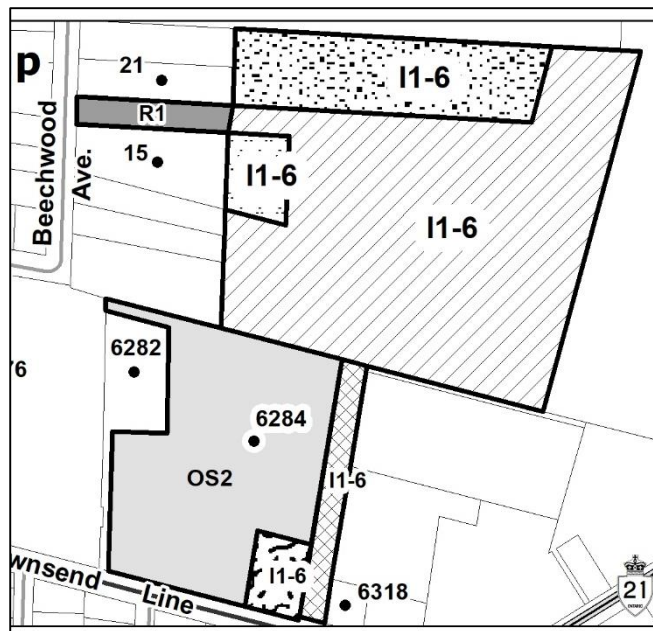 p
21
I1-6
R1
15
I1-6
I1-6
Beechwood
Ave.
6282
76
6284
OS2
I1-6
I1-6
wnsend Line
6318
21